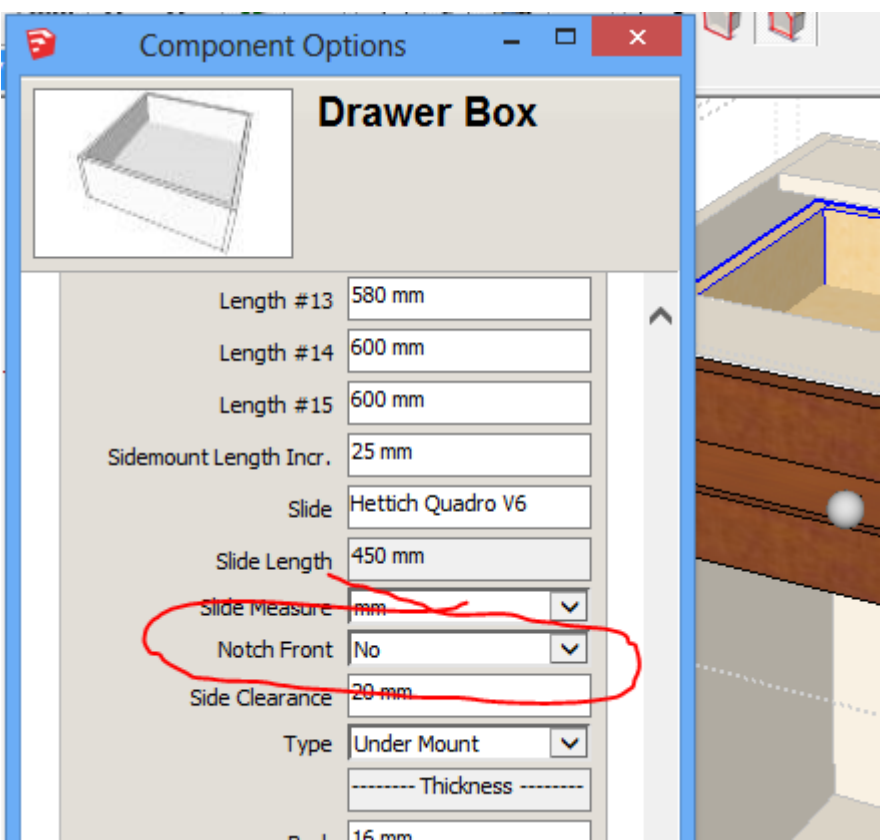 Component Options
Drawer Box
Length #13 580 mm
Length #14 600 mm
Length #15 600 mm
Sidemount Length Incr. 25 mm
Slide Hettich Quadro V6
Slide Length 450 mm
Slide Measure mm
Notch Front No
Side Clearance 20 mm
Type Under Mount
-------- Thickness --------
16 mm